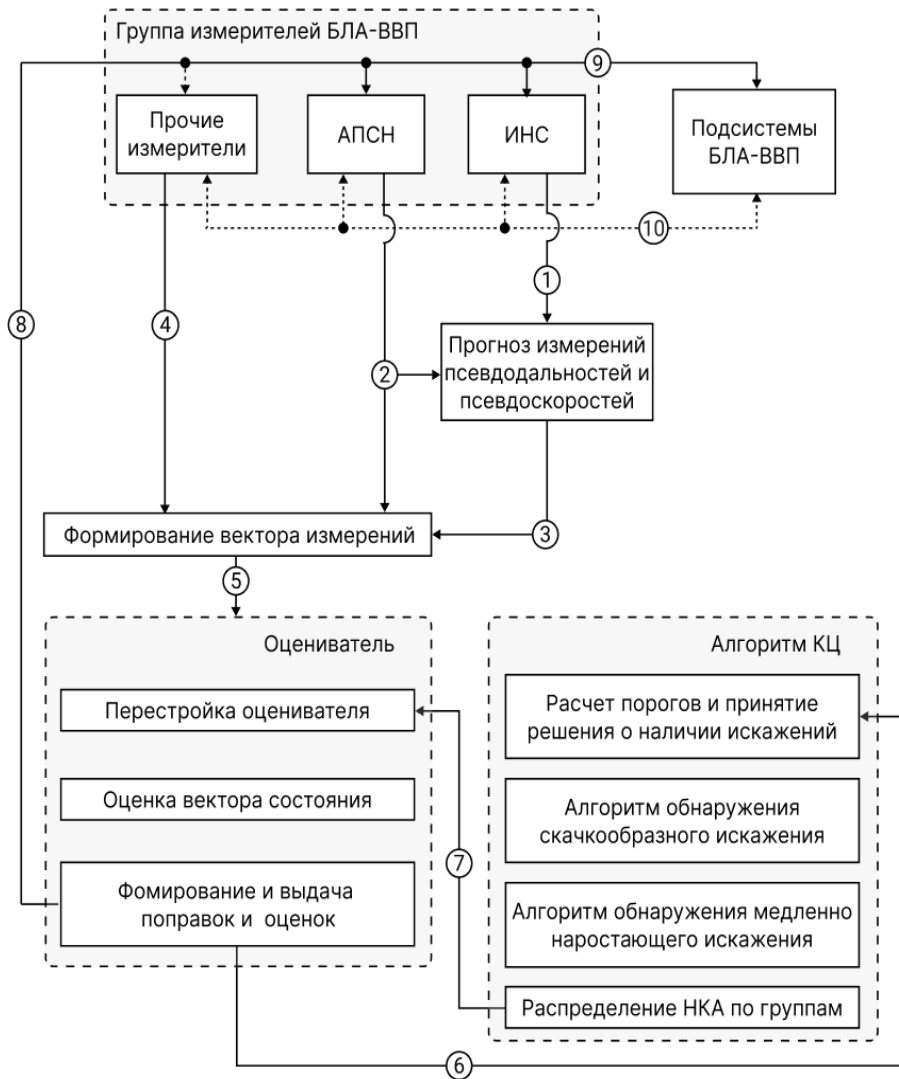 Группа измерителей БЛА-ВВП
9
Прочие
измерители
АПСН
ИНС
Подсистемы
БЛА-ВВП
10
1
8
4
2
Прогноз измерений
псевдодальностей и
псевдоскоростей
Формирование вектора измерений
3
5
Оцениватель
Перестройка оценивателя
Оценка вектора состояния
Фомирование и выдача
поправок и оценок
7
Алгоритм КЦ
Расчет порогов и принятие
решения о наличии искажений
Алгоритм обнаружения
скачкообразного искажения
Алгоритм обнаружения медленно
наростающего искажения
Распределение НКА по группам
6